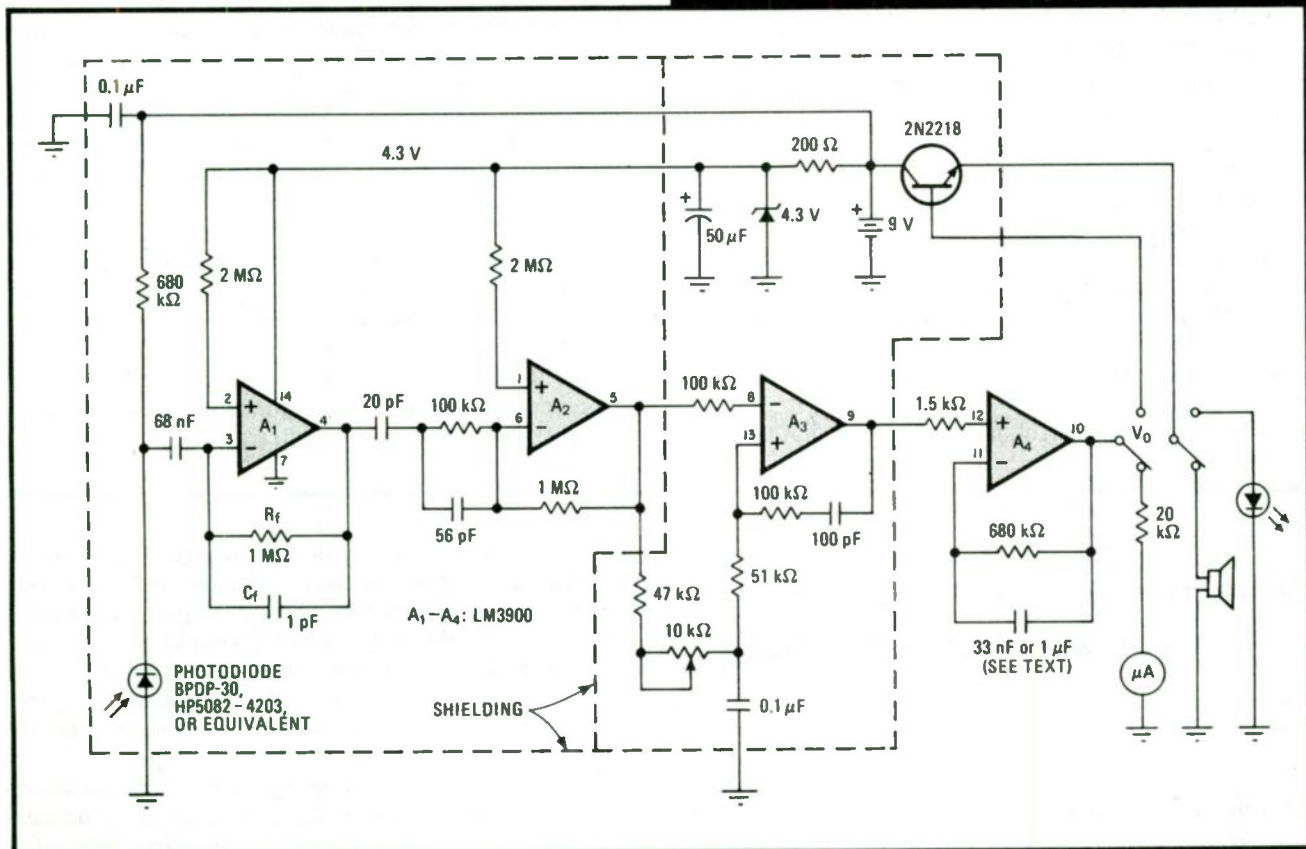 0.1 µF
2N2218
4.3 V
200 Ω
+
50 µF
4.3 V
+
9 V
680
kΩ
2 MΩ
2 MΩ
20 pF
100 kΩ
68 nF
2
+
3
−
A₁
14
4
7
1
+
6
−
A₂
5
100 kΩ
8
−
13
+
A₃
9
1.5 kΩ
12
+
11
−
A₄
10
V₀
R_f
1 MΩ
C_f
1 pF
56 pF
1 MΩ
100 kΩ
100 pF
51 kΩ
680 kΩ
20
kΩ
47 kΩ
10 kΩ
A₁–A₄: LM3900
33 nF or 1 µF
(SEE TEXT)
µA
PHOTODIODE
BPDP-30,
HP5082-4203,
OR EQUIVALENT
SHIELDING
0.1 µF